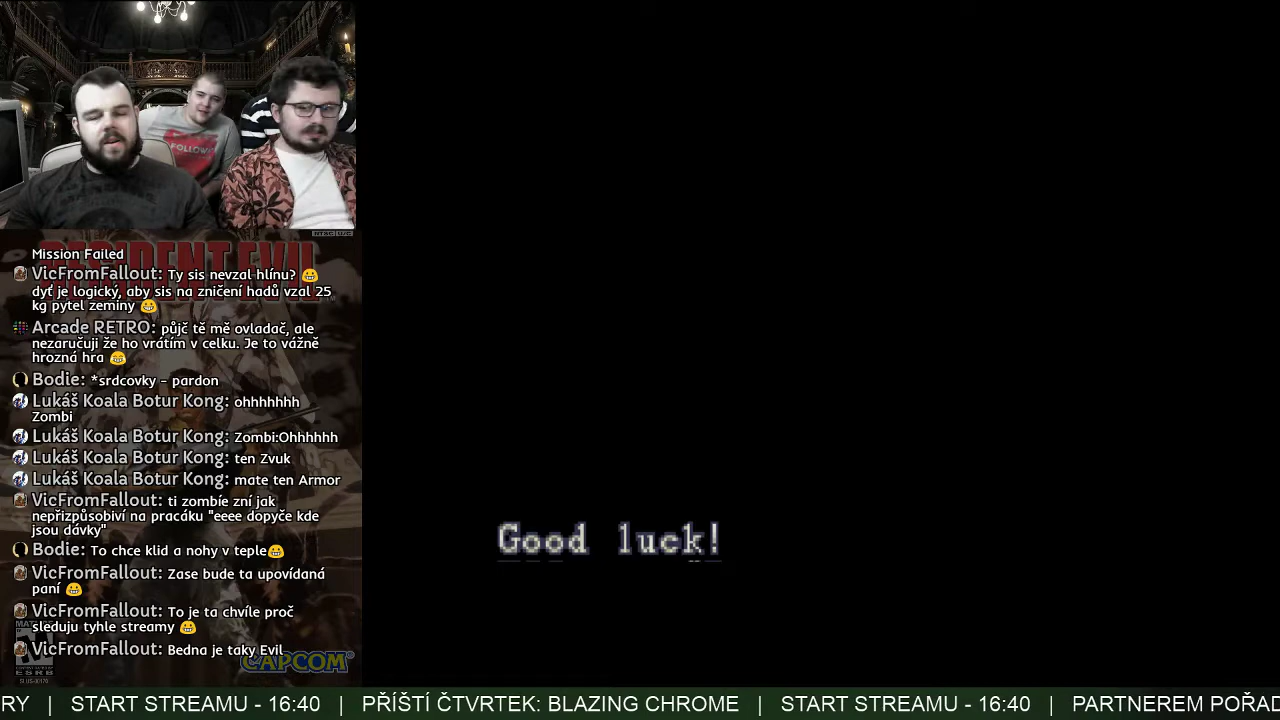 FOLLOW
RESIDENT EVIL
Mission Failed
VicFromFallout: Ty sis nevzal hlínu? 😀
dyť je logický, aby sis na zničení hadů vzal 25
kg pytel zeminy 😀
Arcade RETRO: půjč tě mě ovladač, ale
nezaručuji že ho vrátím v celku. Je to vážně
hrozná hra 😂
Bodie: *srdcovky - pardon
Lukáš Koala Botur Kong: ohhhhhhh
Zombi
Lukáš Koala Botur Kong: Zombi:Ohhhhhh
Lukáš Koala Botur Kong: ten Zvuk
Lukáš Koala Botur Kong: mate ten Armor
VicFromFallout: ti zombíe zní jak
nepřizpůsobiví na pracáku "eeee dopyče kde
jsou dávky"
Bodie: To chce klid a nohy v teple😀
VicFromFallout: Zase bude ta upovídaná
paní 😀
VicFromFallout: To je ta chvíle proč
sleduju tyhle streamy 😀
VicFromFallout: Bedna je taky Evil
ESRB
CAPCOM
Good luck!
RY | START STREAMU - 16:40 | PŘÍŠTÍ ČTVRTEK: BLAZING CHROME | START STREAMU - 16:40 | PARTNEREM POŘAD